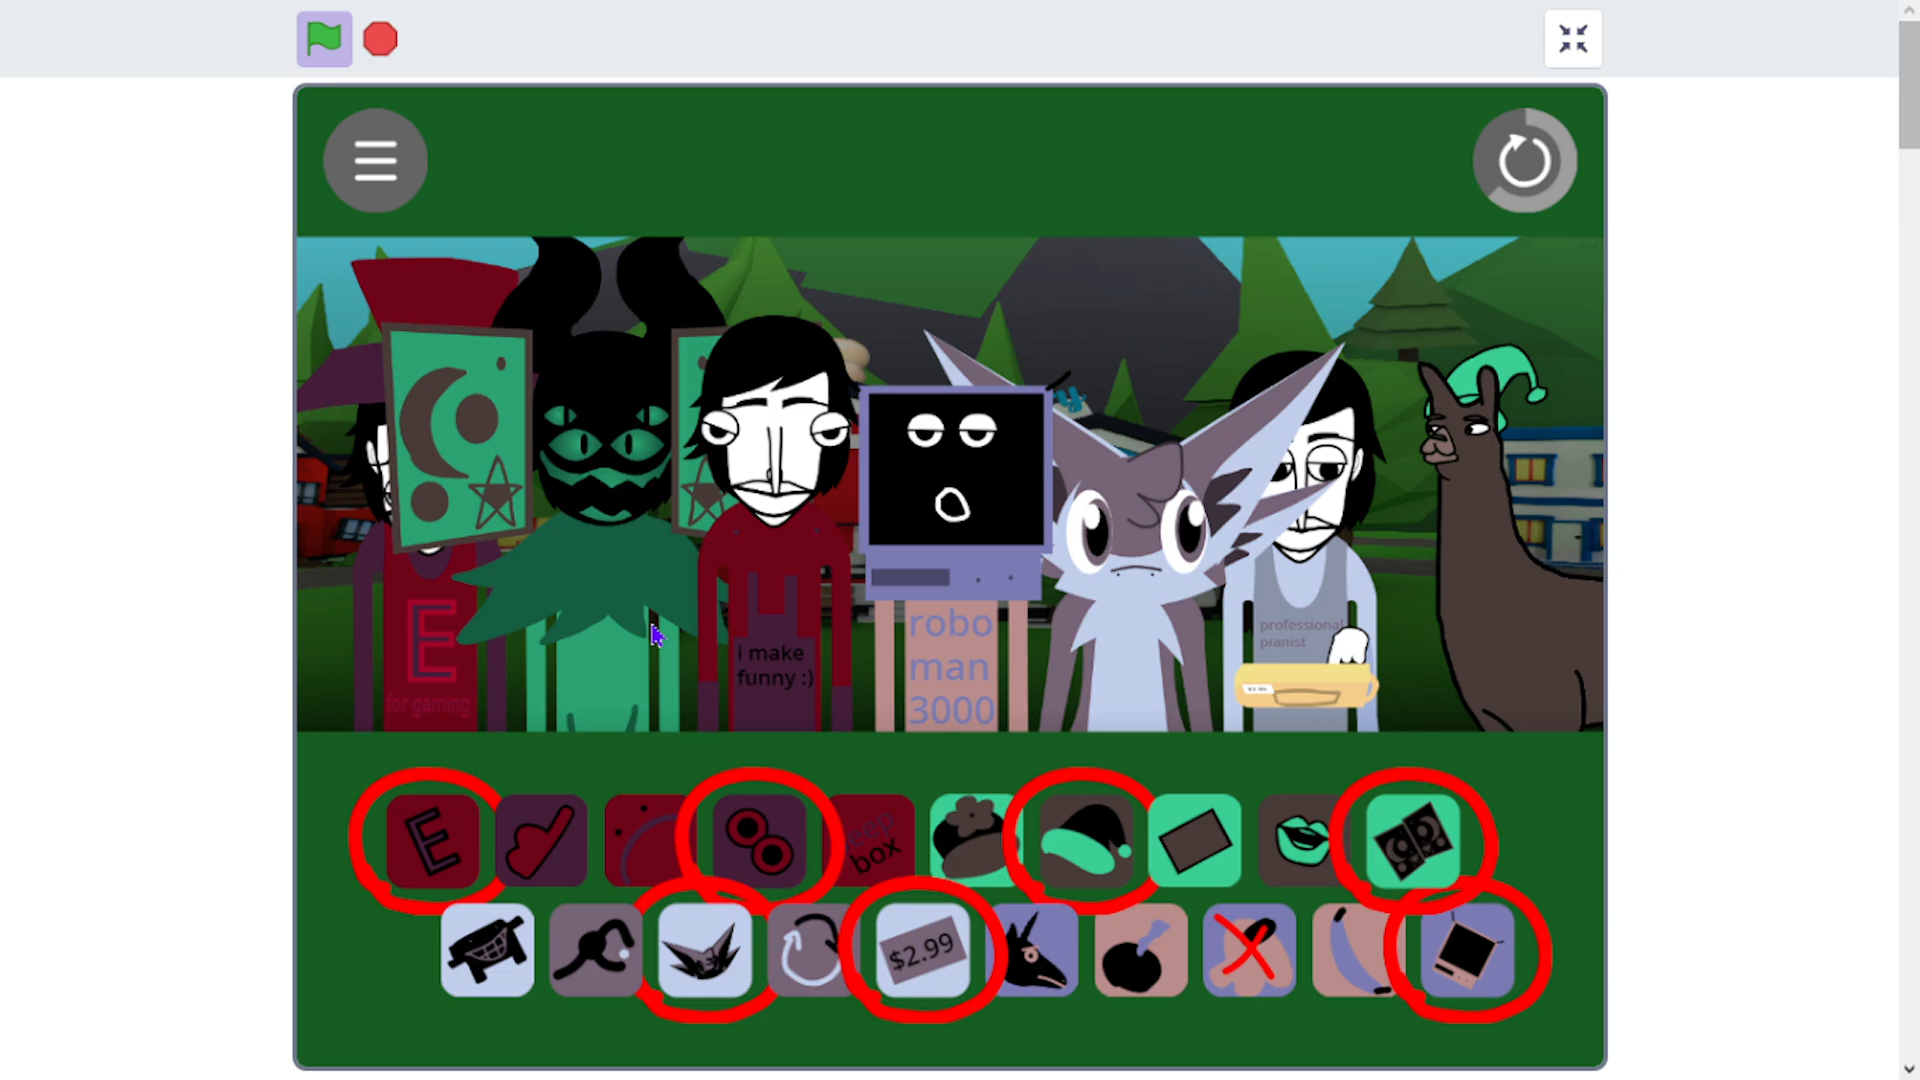 E
for gaming
i make
funny :)
robo
man
3000
professional
pianist
E
eep
box
$2.99